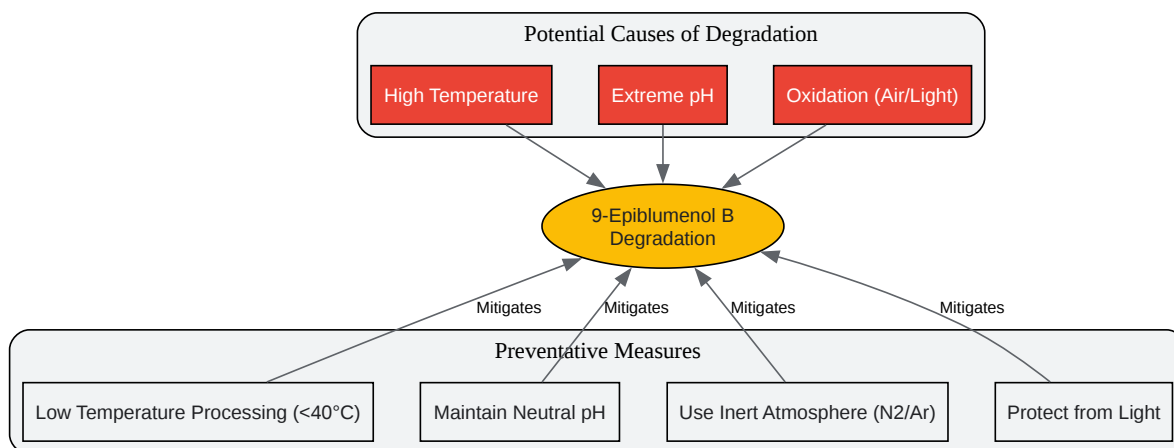 Potential Causes of Degradation
High Temperature
Extreme pH
Oxidation (Air/Light)
9-Epiblumenol B
Degradation
Mitigates
Mitigates
Mitigates
Mitigates
Preventative Measures
Low Temperature Processing (<40°C)
Maintain Neutral pH
Use Inert Atmosphere (N2/Ar)
Protect from Light